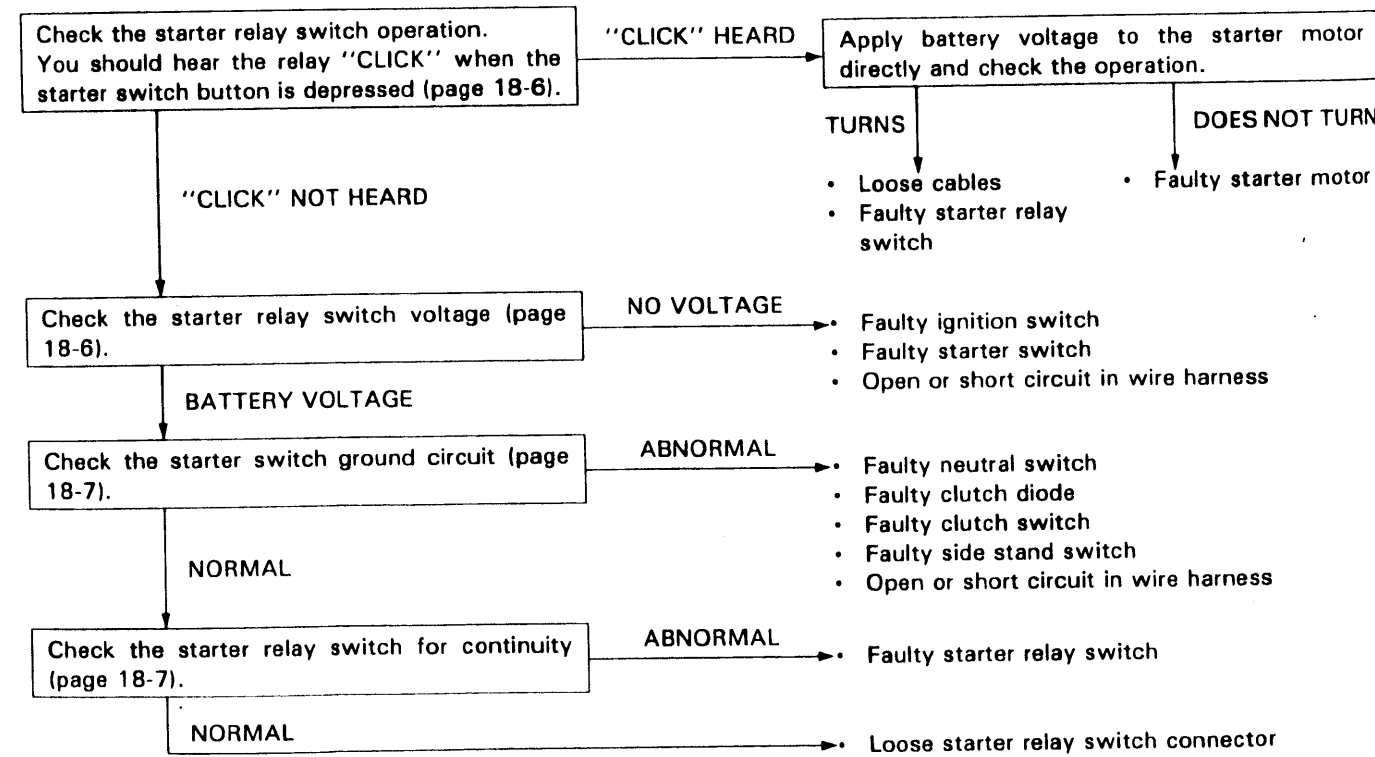 Check the starter relay switch operation.
You should hear the relay "CLICK" when the
starter switch button is depressed (page 18-6).
"CLICK" HEARD
Apply battery voltage to the starter motor
directly and check the operation.
TURNS
DOES NOT TURN
• Loose cables
• Faulty starter relay
switch
• Faulty starter motor
"CLICK" NOT HEARD
Check the starter relay switch voltage (page
18-6).
NO VOLTAGE
• Faulty ignition switch
• Faulty starter switch
• Open or short circuit in wire harness
BATTERY VOLTAGE
Check the starter switch ground circuit (page
18-7).
ABNORMAL
• Faulty neutral switch
• Faulty clutch diode
• Faulty clutch switch
• Faulty side stand switch
• Open or short circuit in wire harness
NORMAL
Check the starter relay switch for continuity
(page 18-7).
ABNORMAL
• Faulty starter relay switch
NORMAL
• Loose starter relay switch connector